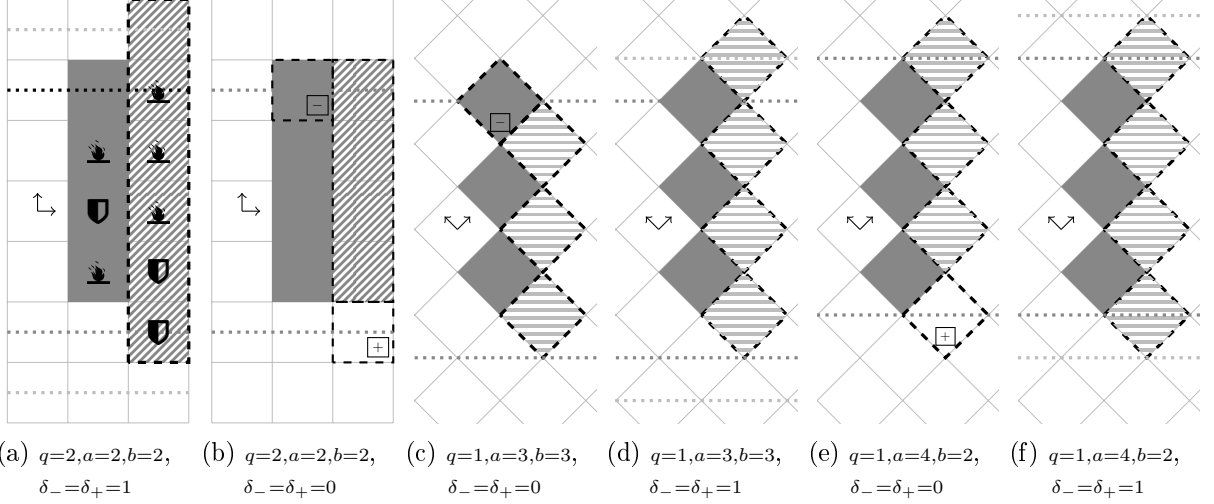 − + −
+
(a) q=2,a=2,b=2, (b) q=2,a=2,b=2, (c) q=1,a=3,b=3, (d) q=1,a=3,b=3, (e) q=1,a=4,b=2, (f) q=1,a=4,b=2,
δ₋=δ₊=1 δ₋=δ₊=0 δ₋=δ₊=0 δ₋=δ₊=1 δ₋=δ₊=0 δ₋=δ₊=1